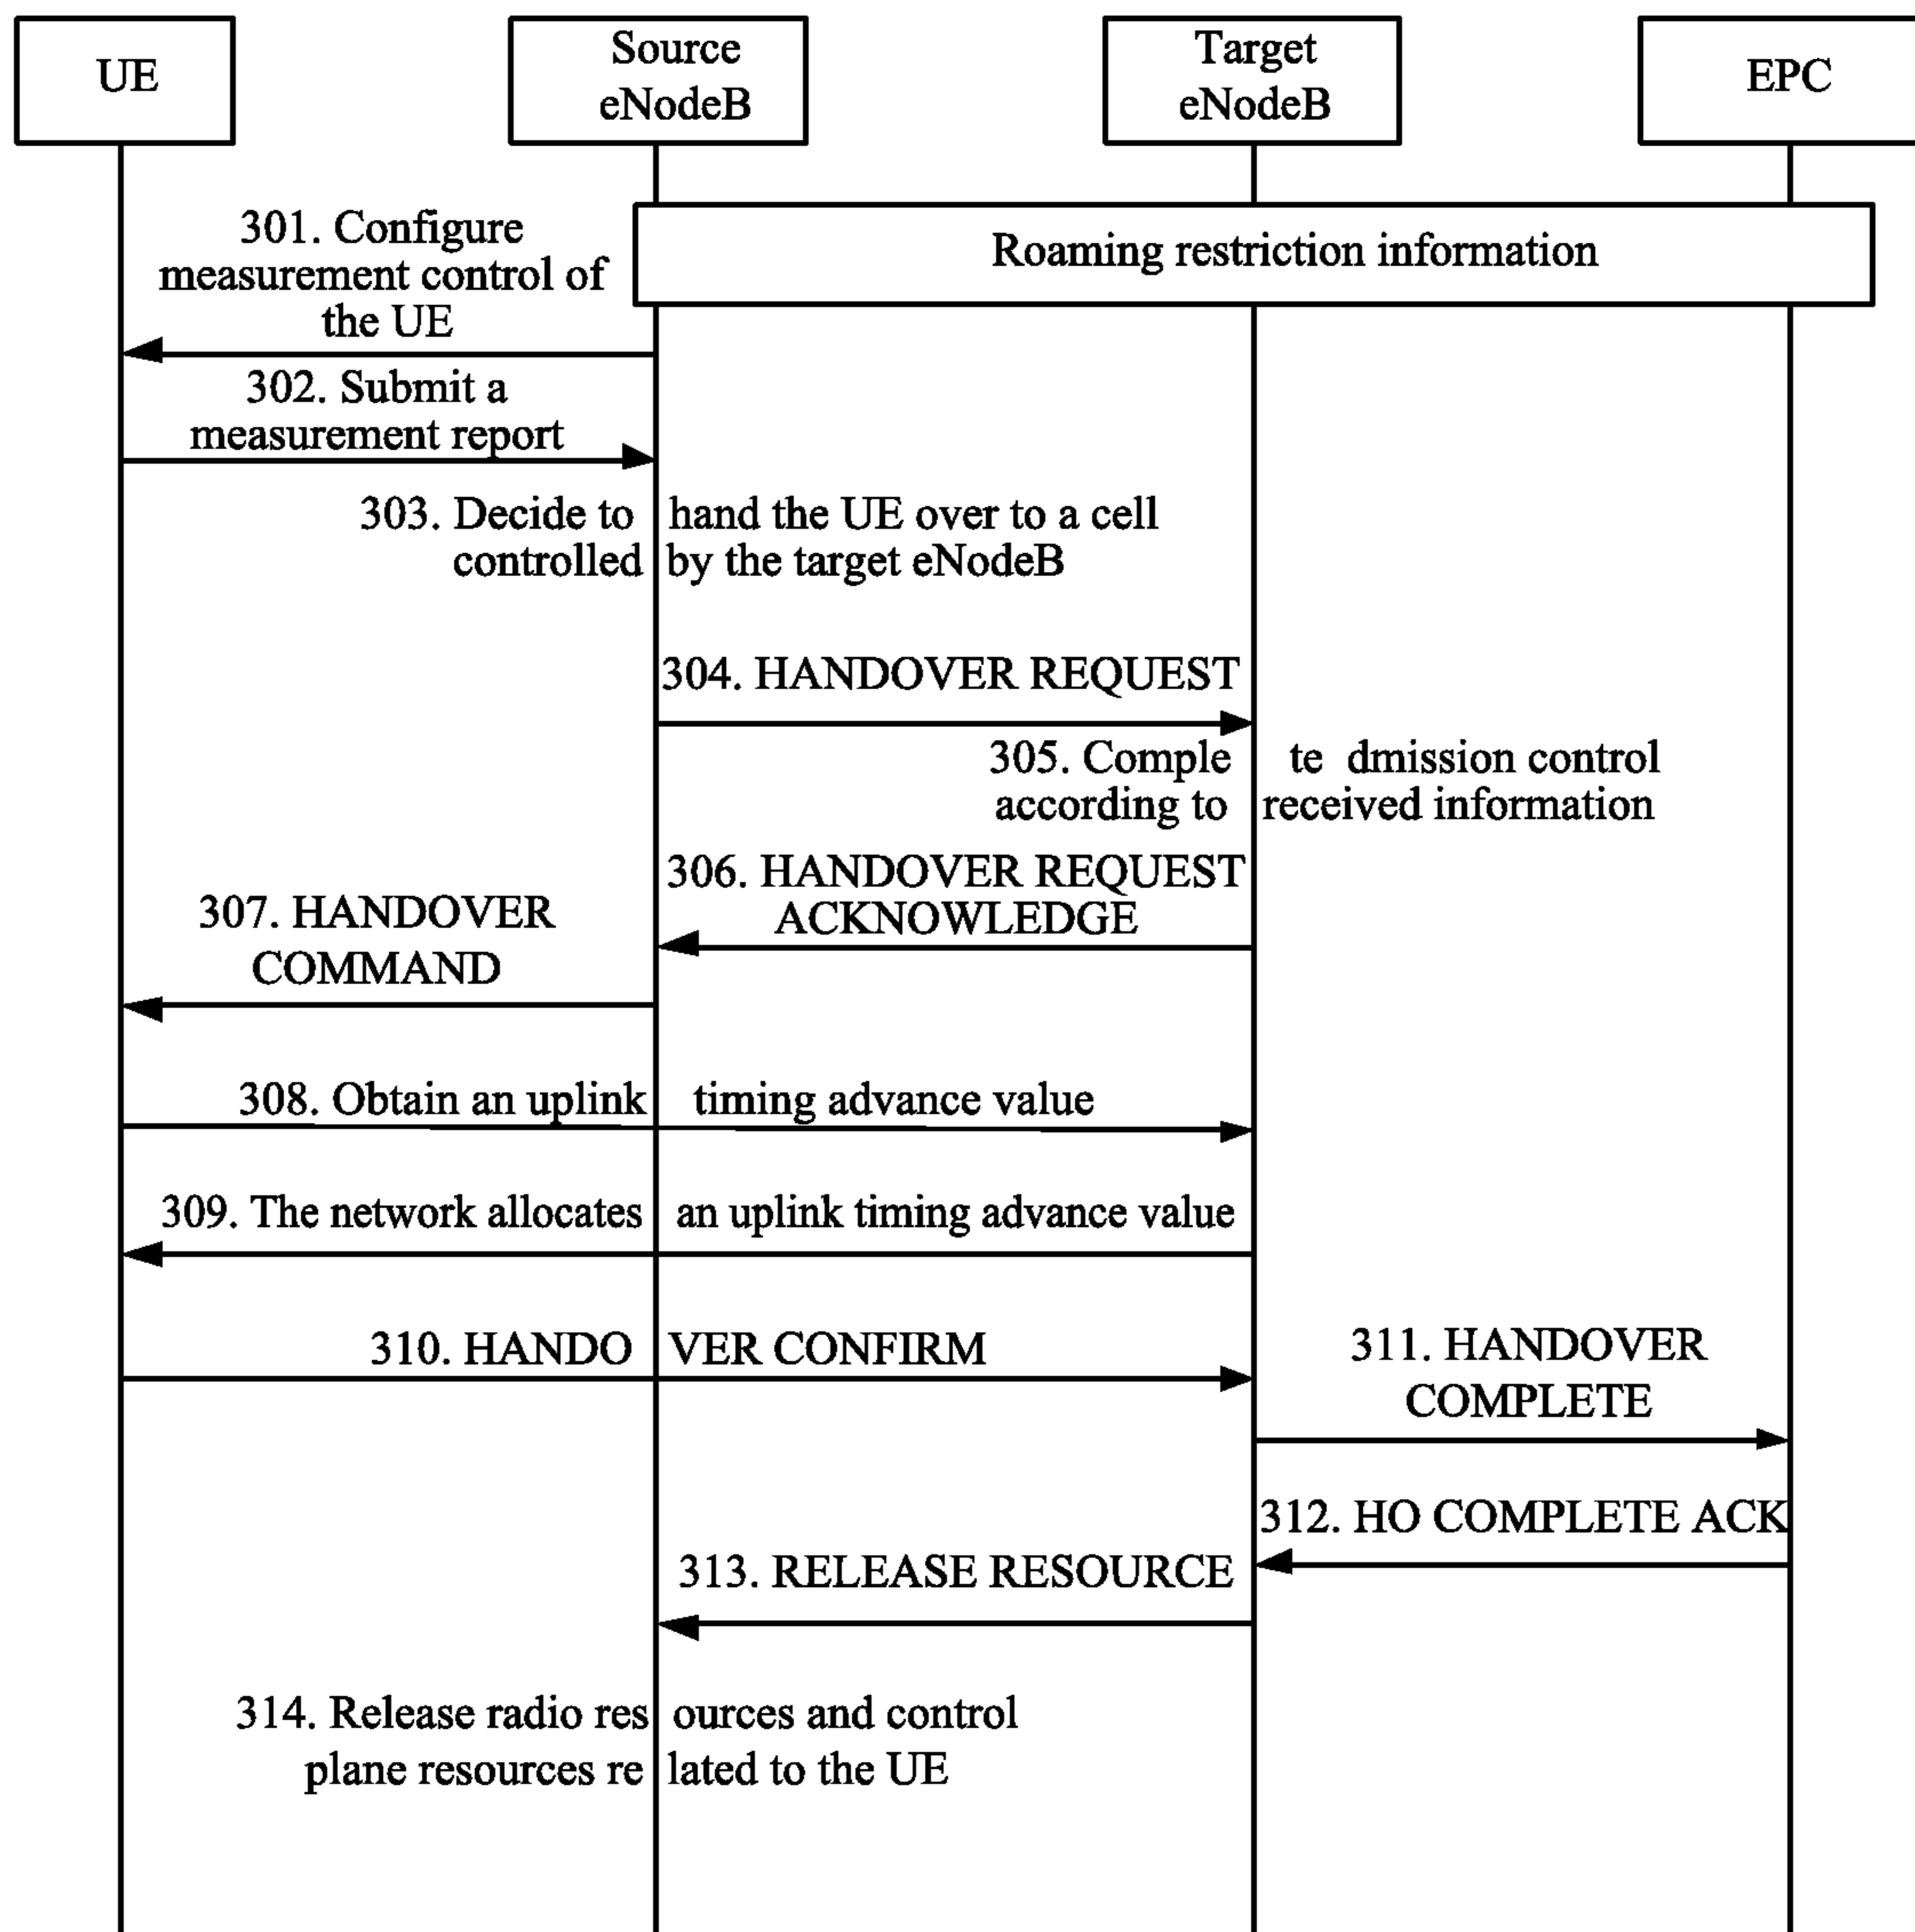 UE
Source
eNodeB
Target
eNodeB
EPC
Roaming restriction information
301. Configure
measurement control of
the UE
302. Submit a
measurement report
303. Decide to hand the UE over to a cell
controlled by the target eNodeB
304. HANDOVER REQUEST
305. Comple te dmission control
according to received information
306. HANDOVER REQUEST
ACKNOWLEDGE
307. HANDOVER
COMMAND
308. Obtain an uplink timing advance value
309. The network allocates an uplink timing advance value
310. HANDO VER CONFIRM
311. HANDOVER
COMPLETE
312. HO COMPLETE ACK
313. RELEASE RESOURCE
314. Release radio res ources and control
plane resources re lated to the UE